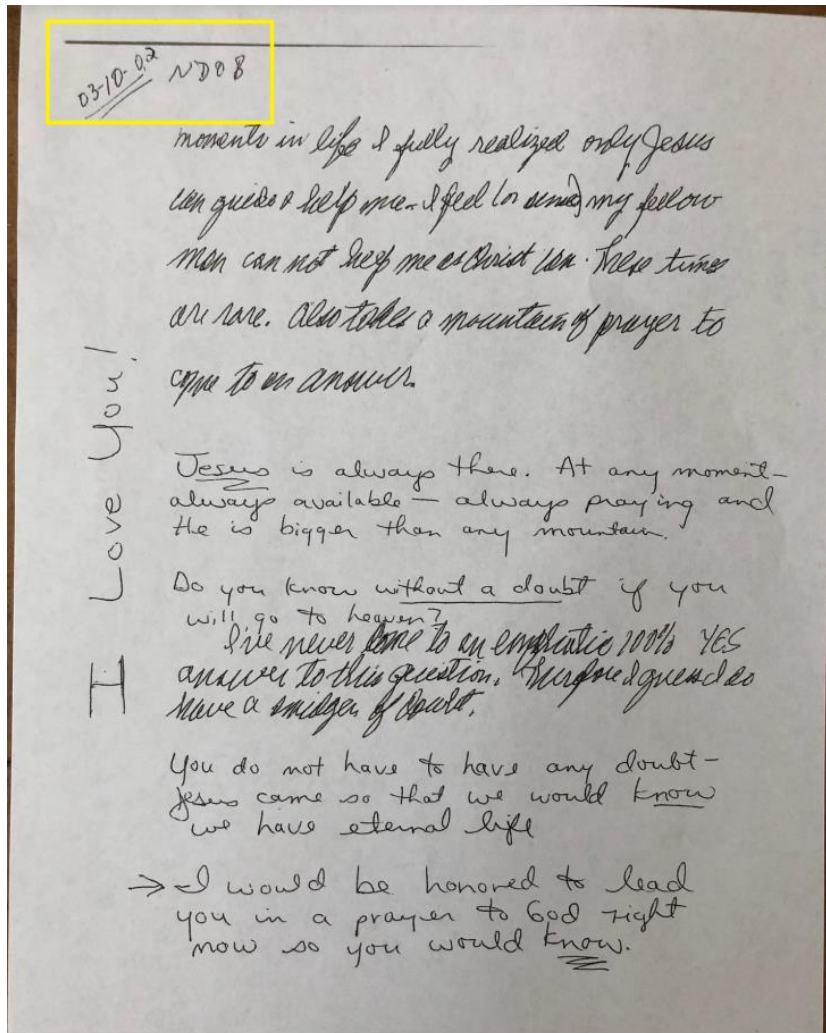 03-10-02 NDO8
moments in life I fully realized only Jesus
can guide & help me. I feel (or sense) my fellow
man can not help me as Christ can. These times
are rare. Also takes a mountain of prayer to
come to an answer.
Jesus is always there. At any moment-
always available — always praying and
He is bigger than any mountain.
Do you know without a doubt if you
will go to heaven?
I've never come to an emphatic 100% YES
answer to this question. Therefore I guess I do
have a smidgen of doubt.
You do not have to have any doubt-
Jesus came so that we would know
we have eternal life
→ I would be honored to lead
you in a prayer to God right
now so you would know.
I Love You!